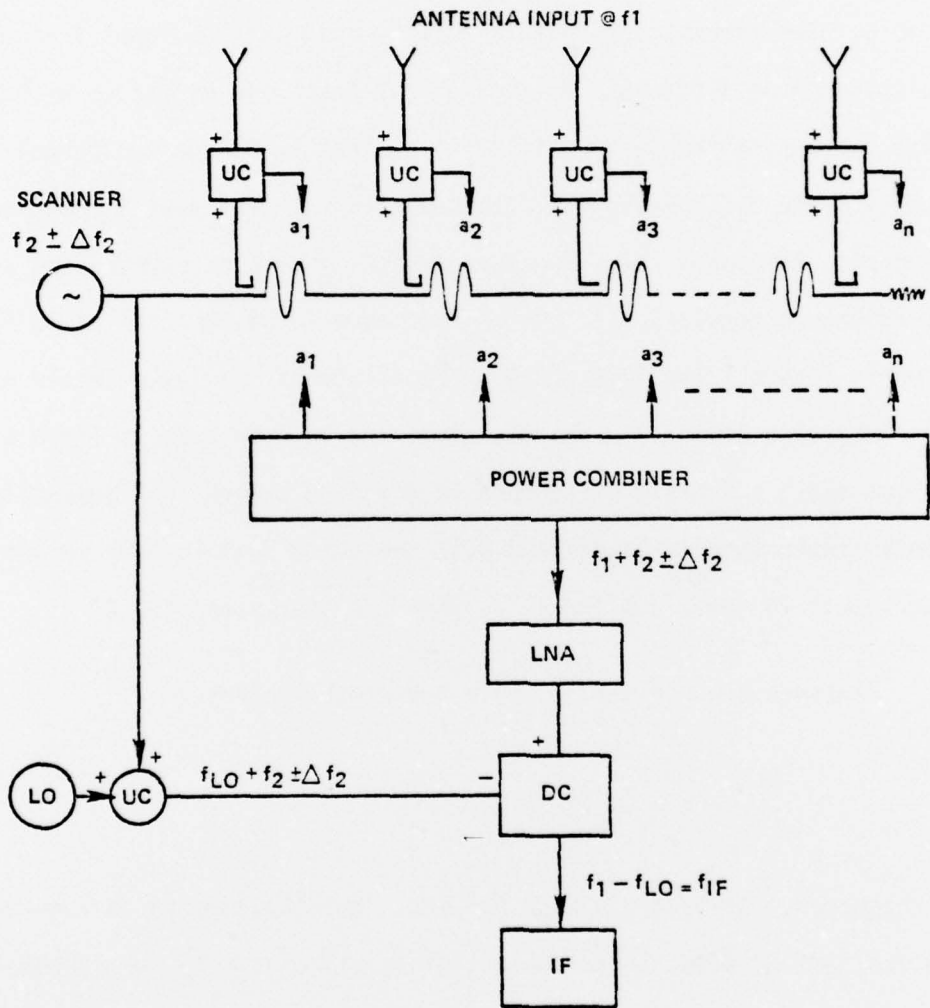 ANTENNA INPUT @ f1
+ + + +
UC UC UC UC
+ + + +
a1 a2 a3 an
SCANNER
f2 ± Δf2
~
a1 a2 a3 an
POWER COMBINER
f1 + f2 ± Δf2
LNA
+
LO + UC + fLO + f2 ± Δf2 − DC
f1 − fLO = fIF
IF